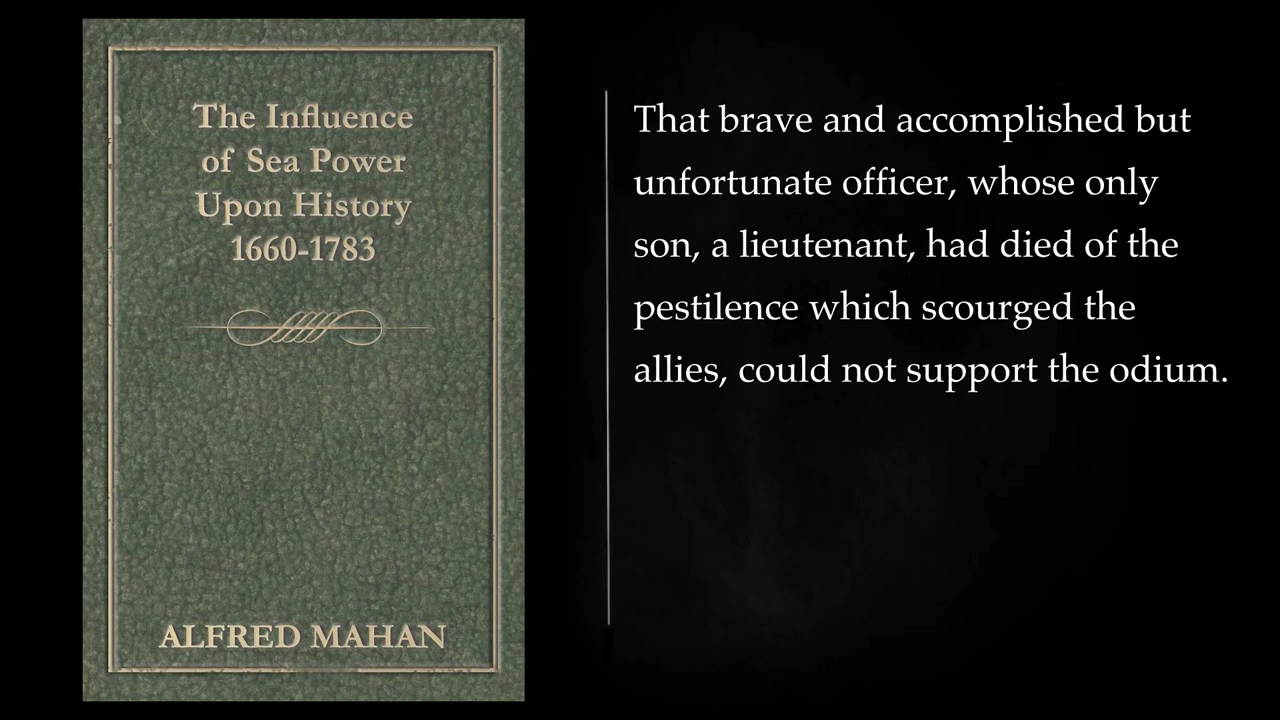 The Influence
of Sea Power
Upon History
1660-1783
ALFRED MAHAN
That brave and accomplished but
unfortunate officer, whose only
son, a lieutenant, had died of the
pestilence which scourged the
allies, could not support the odium.